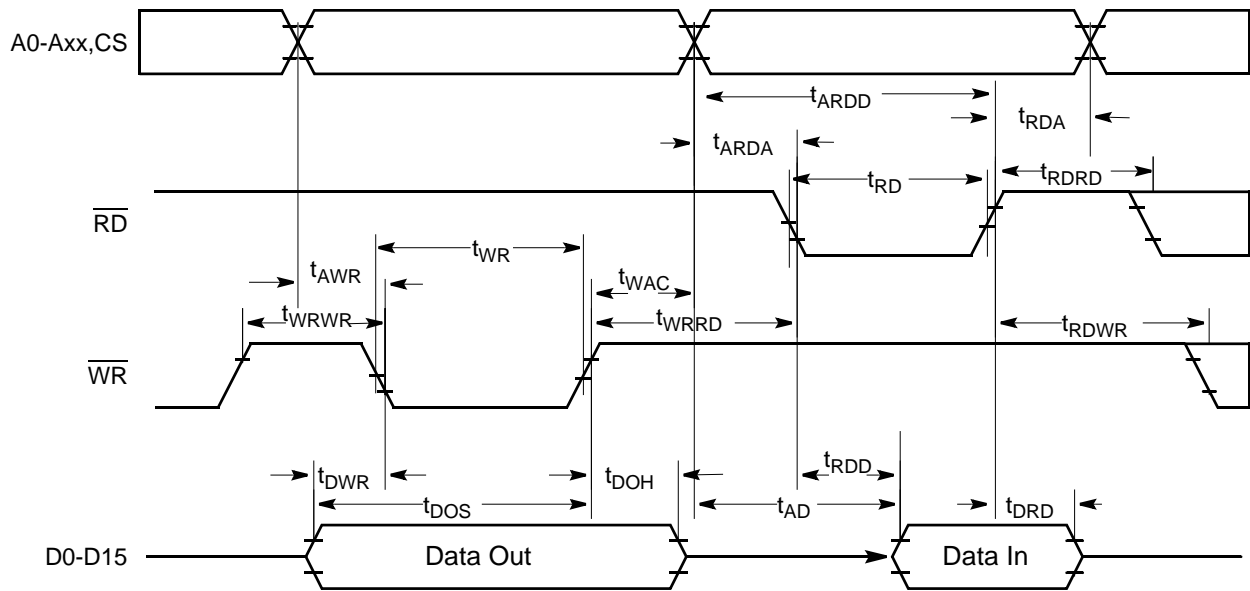 A0-Axx,CS
tARDD
tRDA
tARDA
tRD
tRDRD
RD
tWR
tAWR
tWAC
tWRWR
tWRRD
tRDWR
WR
tRDD
tDWR
tDOH
tDOS
tAD
tDRD
D0-D15
Data Out
Data In